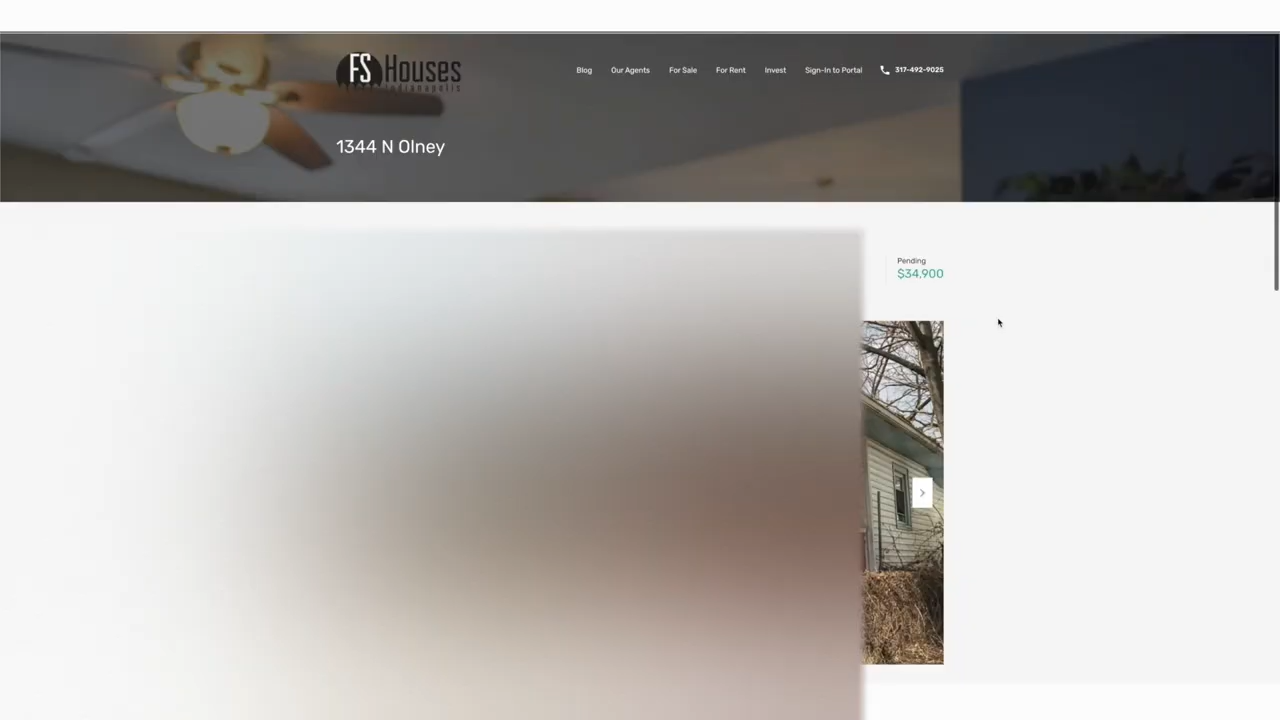 FS Houses
Indianapolis
Blog
Our Agents
For Sale
For Rent
Invest
Sign-In to Portal
317-492-9025
1344 N Olney
Pending
$34,900